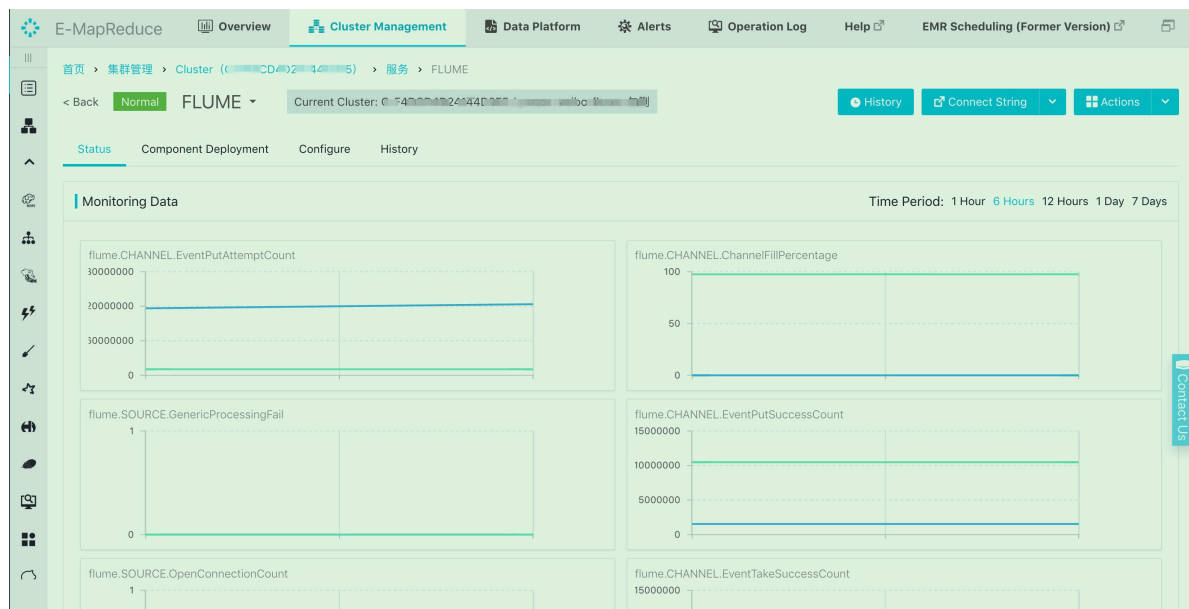 E-MapReduce Overview Cluster Management Data Platform Alerts Operation Log Help EMR Scheduling (Former Version)
首页 › 集群管理 › Cluster › 服务 › FLUME
< Back Normal FLUME Current Cluster: History Connect String Actions
Status Component Deployment Configure History
Monitoring Data Time Period: 1 Hour 6 Hours 12 Hours 1 Day 7 Days
flume.CHANNEL.EventPutAttemptCount
30000000
20000000
30000000
0
flume.CHANNEL.ChannelFillPercentage
100
50
0
flume.SOURCE.GenericProcessingFail
1
0
flume.CHANNEL.EventPutSuccessCount
15000000
10000000
5000000
0
flume.SOURCE.OpenConnectionCount
1
flume.CHANNEL.EventTakeSuccessCount
15000000
Contact Us